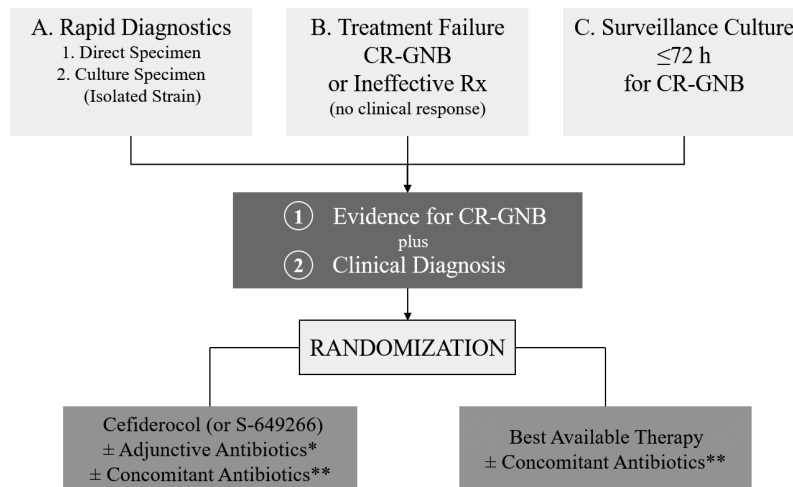 A. Rapid Diagnostics
1. Direct Specimen
2. Culture Specimen
(Isolated Strain)
B. Treatment Failure
CR-GNB
or Ineffective Rx
(no clinical response)
C. Surveillance Culture
≤72 h
for CR-GNB
① Evidence for CR-GNB
plus
② Clinical Diagnosis
RANDOMIZATION
Cefiderocol (or S-649266)
± Adjunctive Antibiotics*
± Concomitant Antibiotics**
Best Available Therapy
± Concomitant Antibiotics**